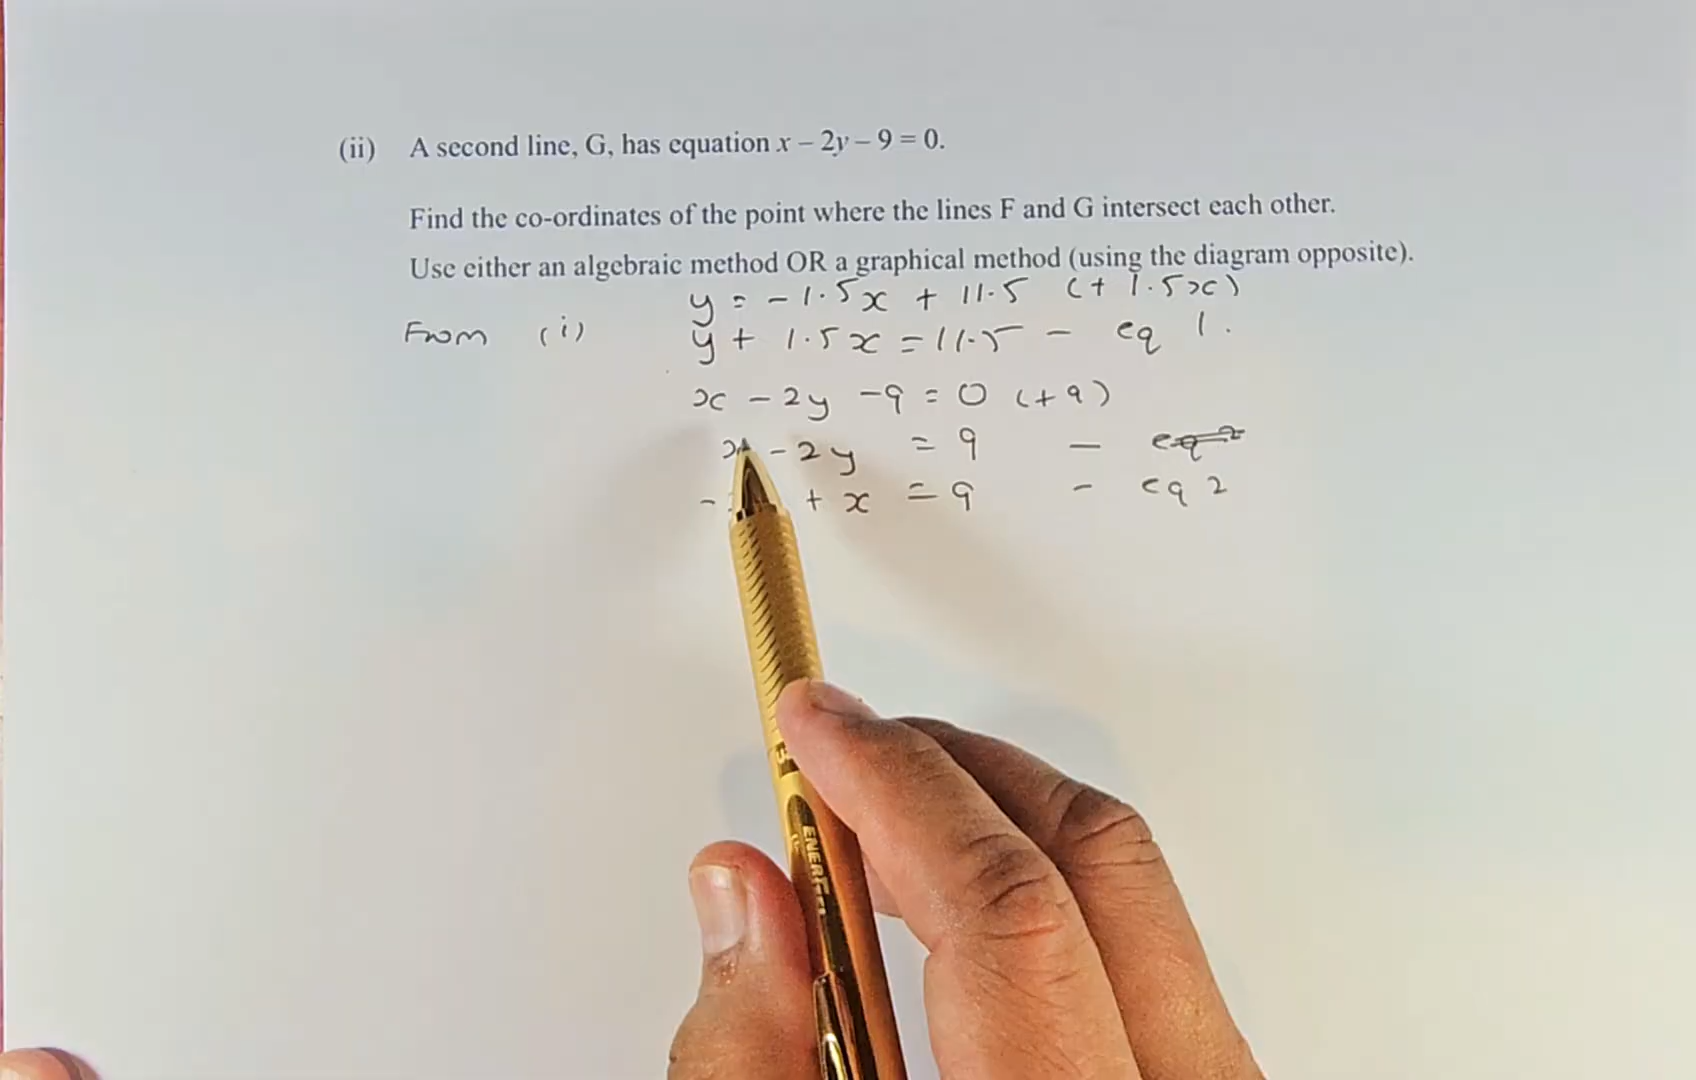 (ii) A second line, G, has equation x – 2y – 9 = 0.
Find the co-ordinates of the point where the lines F and G intersect each other.
Use either an algebraic method OR a graphical method (using the diagram opposite).
y = -1.5x + 11.5 (+ 1.5x)
From (i) y + 1.5x = 11.5 - eq 1.
x - 2y - 9 = 0 (+9)
x - 2y = 9 - eq 2
- + x = 9 - eq 2